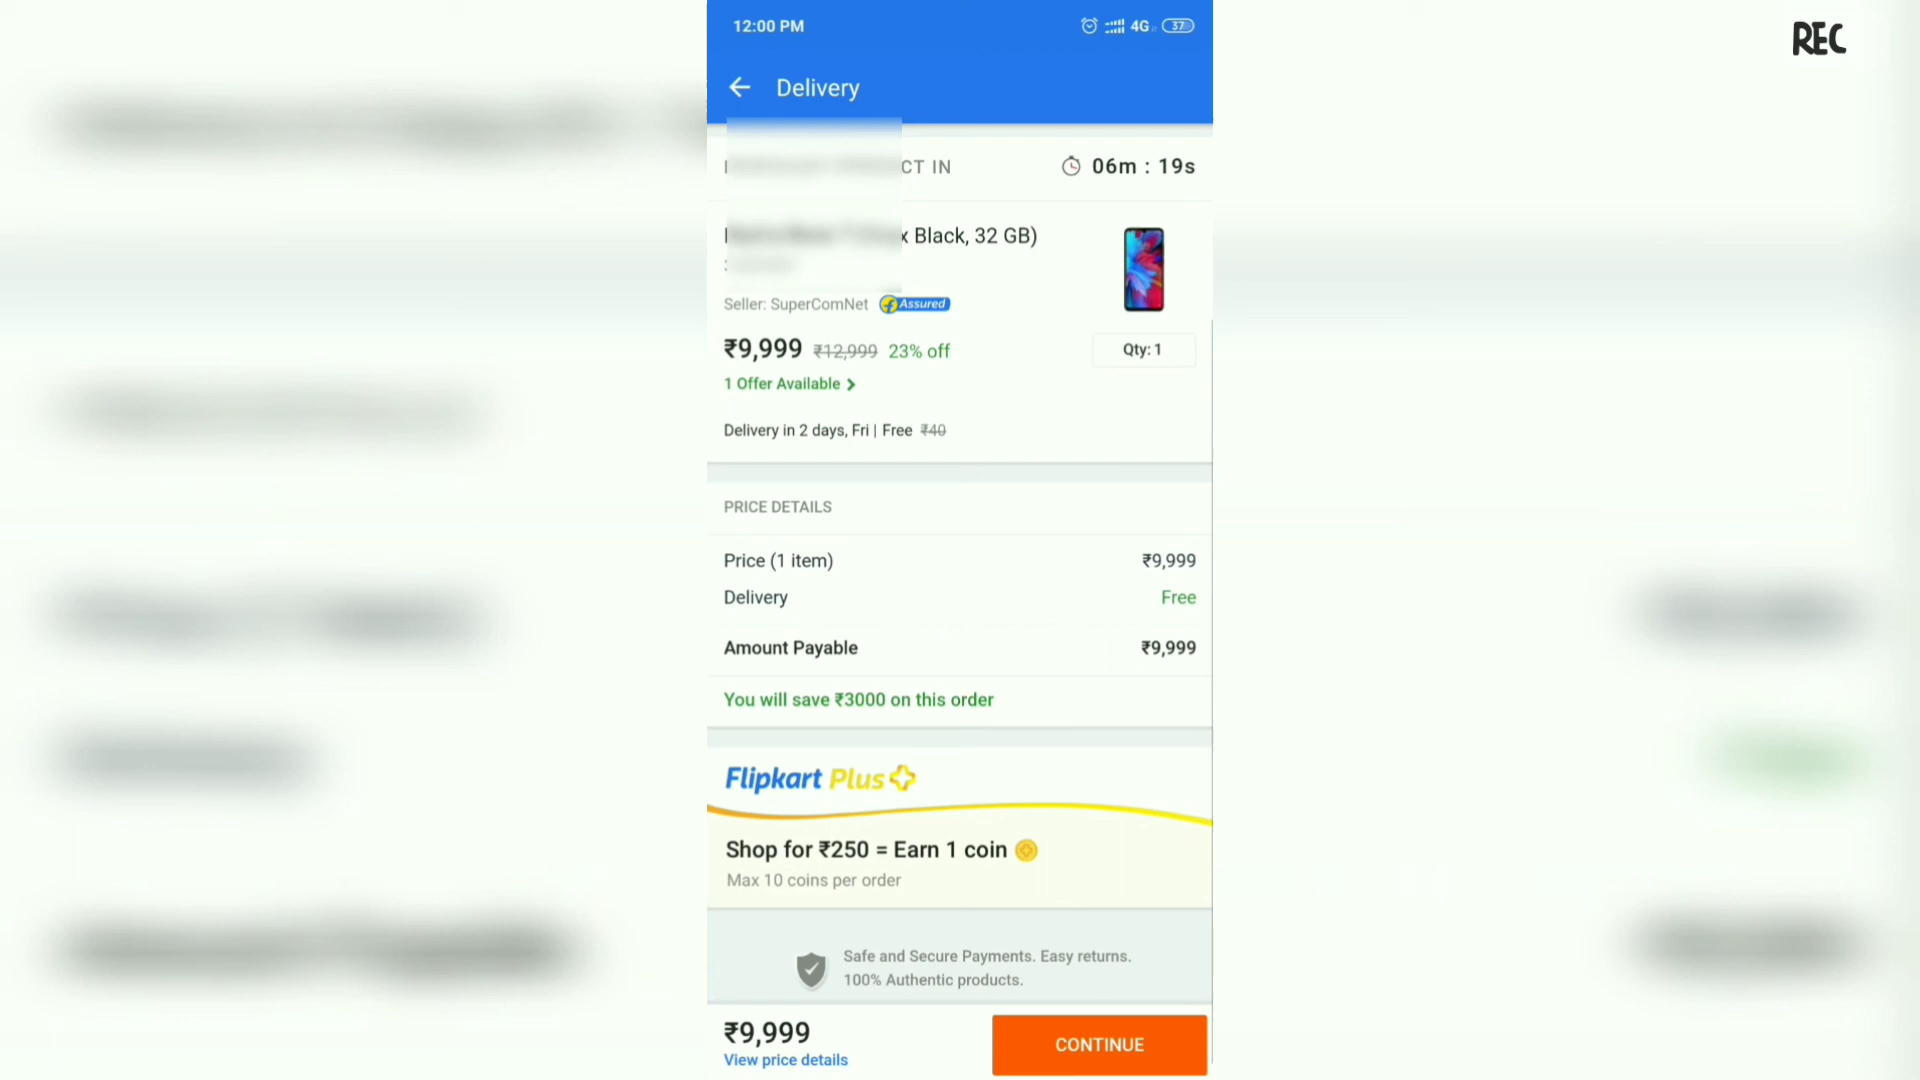 REC
12:00 PM 4G 37
Delivery
CT IN 06m : 19s
x Black, 32 GB)
Seller: SuperComNet Assured
₹9,999 ₹12,999 23% off Qty: 1
1 Offer Available
Delivery in 2 days, Fri | Free ₹40
PRICE DETAILS
Price (1 item) ₹9,999
Delivery Free
Amount Payable ₹9,999
You will save ₹3000 on this order
Flipkart Plus
Shop for ₹250 = Earn 1 coin
Max 10 coins per order
Safe and Secure Payments. Easy returns.
100% Authentic products.
₹9,999
View price details
CONTINUE